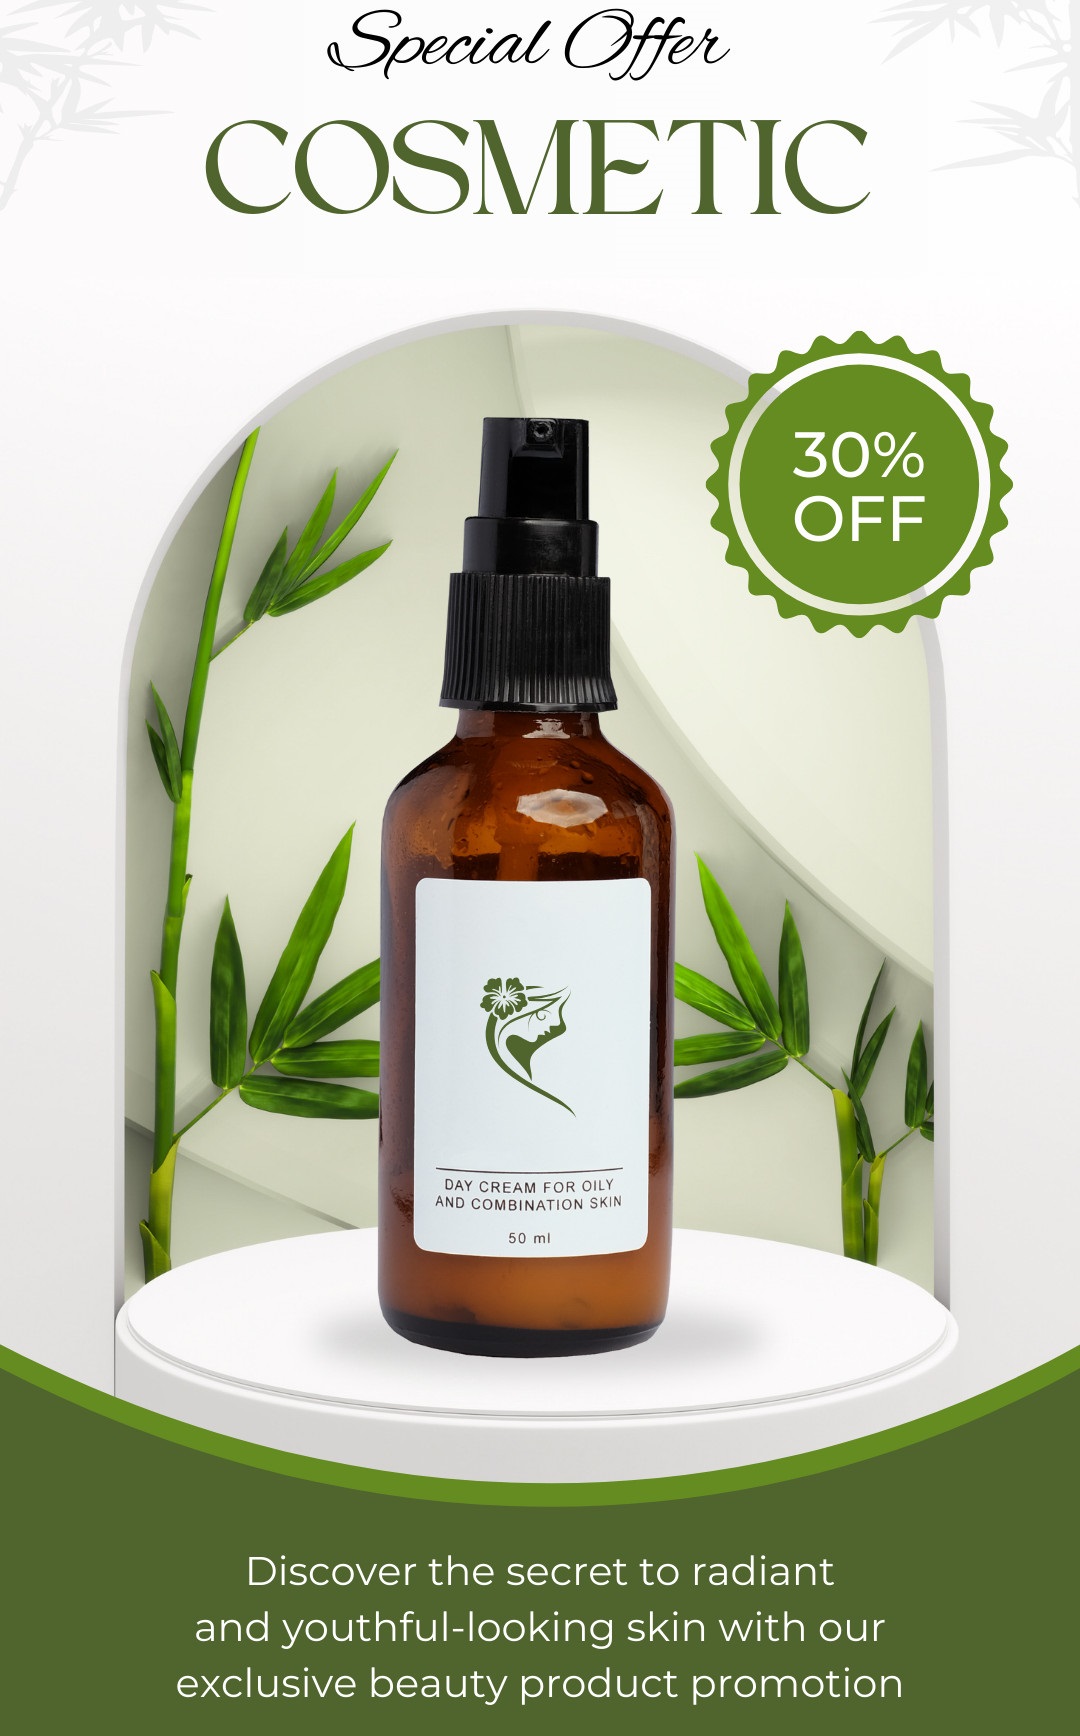 Special Offer
COSMETIC
30%
OFF
DAY CREAM FOR OILY
AND COMBINATION SKIN
50 ml
Discover the secret to radiant
and youthful-looking skin with our
exclusive beauty product promotion